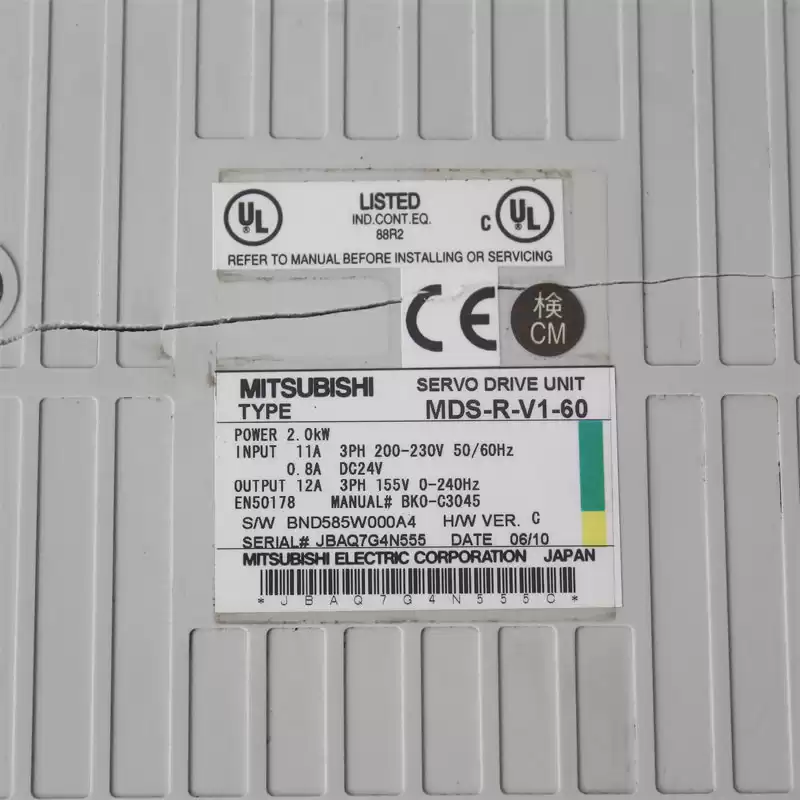 UL
LISTED
IND.CONT.EQ.
88R2
C UL
REFER TO MANUAL BEFORE INSTALLING OR SERVICING
CE
検
CM
MITSUBISHI SERVO DRIVE UNIT
TYPE MDS-R-V1-60
POWER 2.0kW
INPUT 11A 3PH 200-230V 50/60Hz
0.8A DC24V
OUTPUT 12A 3PH 155V 0-240Hz
EN50178 MANUAL# BKO-C3045
S/W BND585W000A4 H/W VER. C
SERIAL# JBAQ7G4N555 DATE 06/10
MITSUBISHI ELECTRIC CORPORATION JAPAN
*JBAQ7G4N555C*